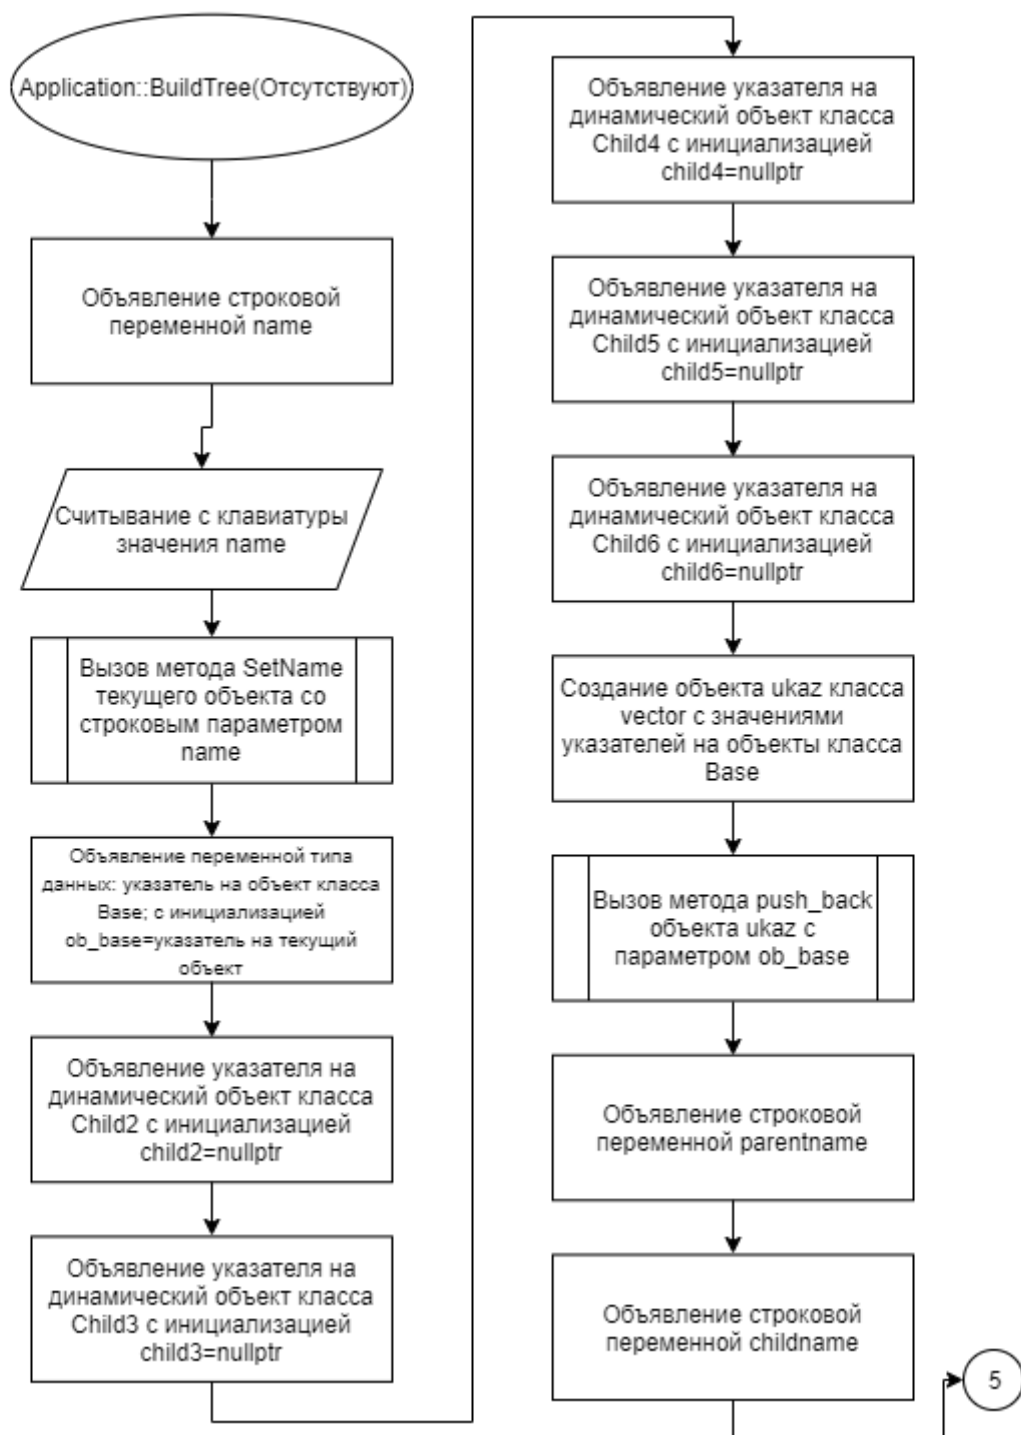 Application::BuildTree(Отсутствуют)
Объявление строковой
переменной name
Считывание с клавиатуры
значения name
Вызов метода SetName
текущего объекта со
строковым параметром
name
Объявление переменной типа
данных: указатель на объект класса
Base; с инициализацией
ob_base=указатель на текущий
объект
Объявление указателя на
динамический объект класса
Child2 с инициализацией
child2=nullptr
Объявление указателя на
динамический объект класса
Child3 с инициализацией
child3=nullptr
Объявление указателя на
динамический объект класса
Child4 с инициализацией
child4=nullptr
Объявление указателя на
динамический объект класса
Child5 с инициализацией
child5=nullptr
Объявление указателя на
динамический объект класса
Child6 с инициализацией
child6=nullptr
Создание объекта ukaz класса
vector с значениями
указателей на объекты класса
Base
Вызов метода push_back
объекта ukaz с
параметром ob_base
Объявление строковой
переменной parentname
Объявление строковой
переменной childname
5